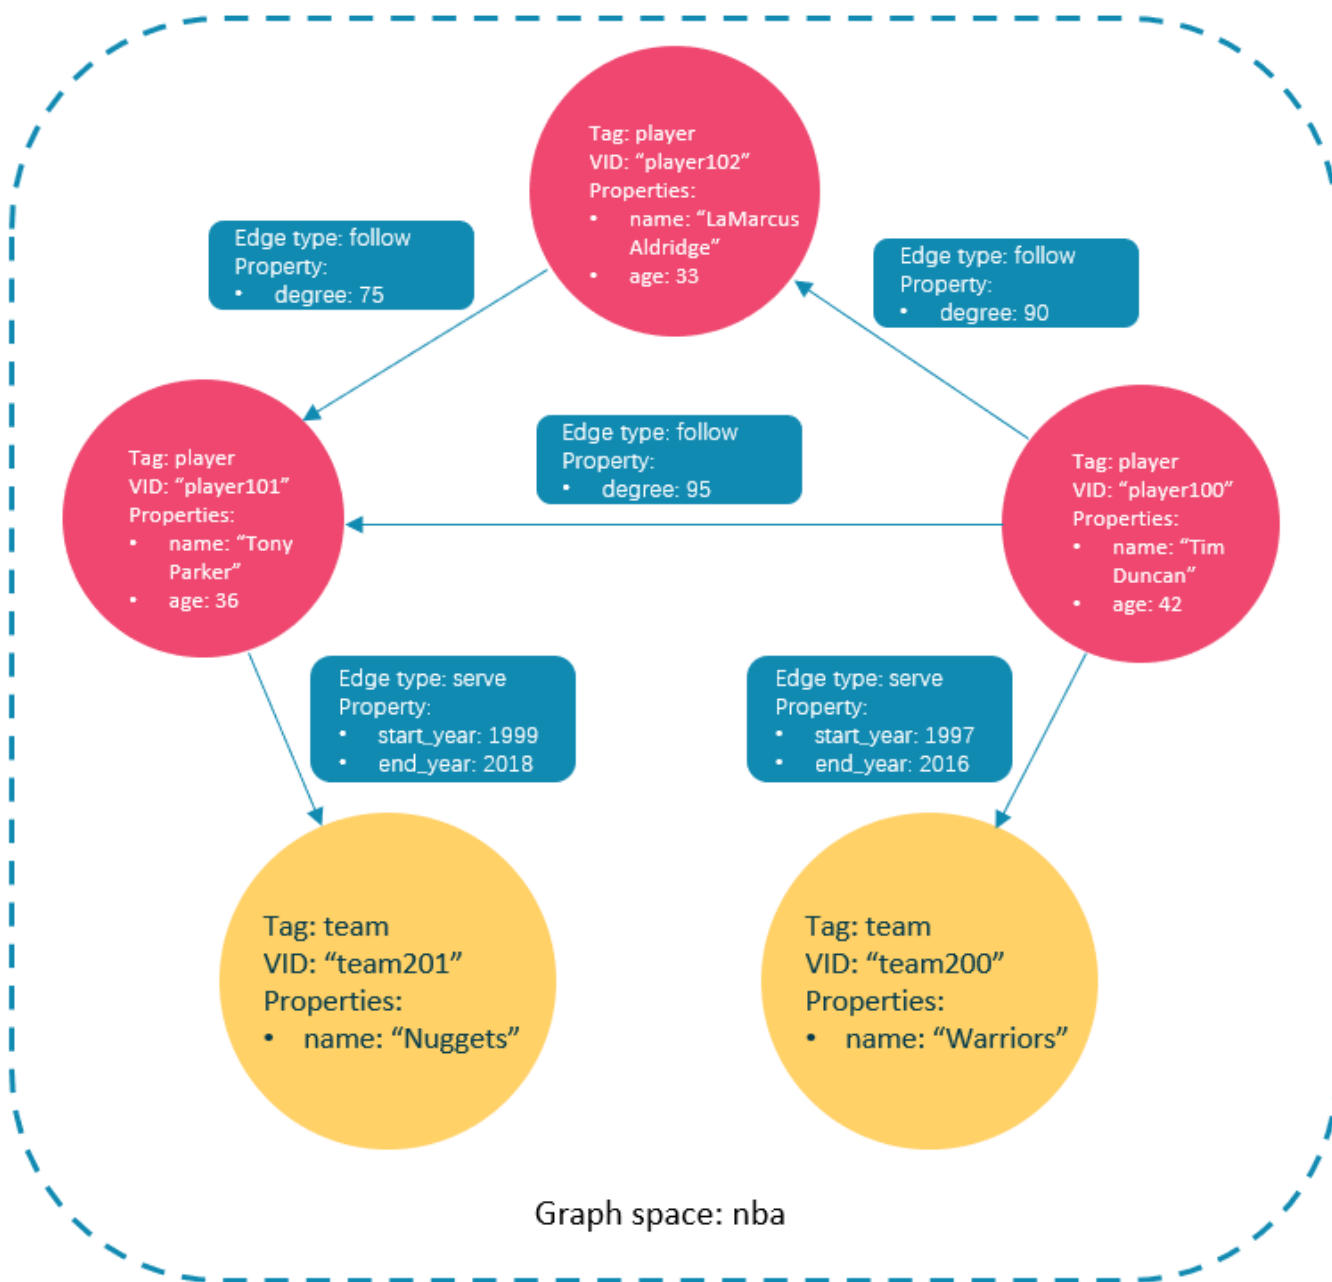 Tag: player
VID: “player102”
Properties:
• name: “LaMarcus
Aldridge”
• age: 33
Edge type: follow
Property:
• degree: 75
Edge type: follow
Property:
• degree: 90
Edge type: follow
Property:
• degree: 95
Tag: player
VID: “player101”
Properties:
• name: “Tony
Parker”
• age: 36
Tag: player
VID: “player100”
Properties:
• name: “Tim
Duncan”
• age: 42
Edge type: serve
Property:
• start_year: 1999
• end_year: 2018
Edge type: serve
Property:
• start_year: 1997
• end_year: 2016
Tag: team
VID: “team201”
Properties:
• name: “Nuggets”
Tag: team
VID: “team200”
Properties:
• name: “Warriors”
Graph space: nba